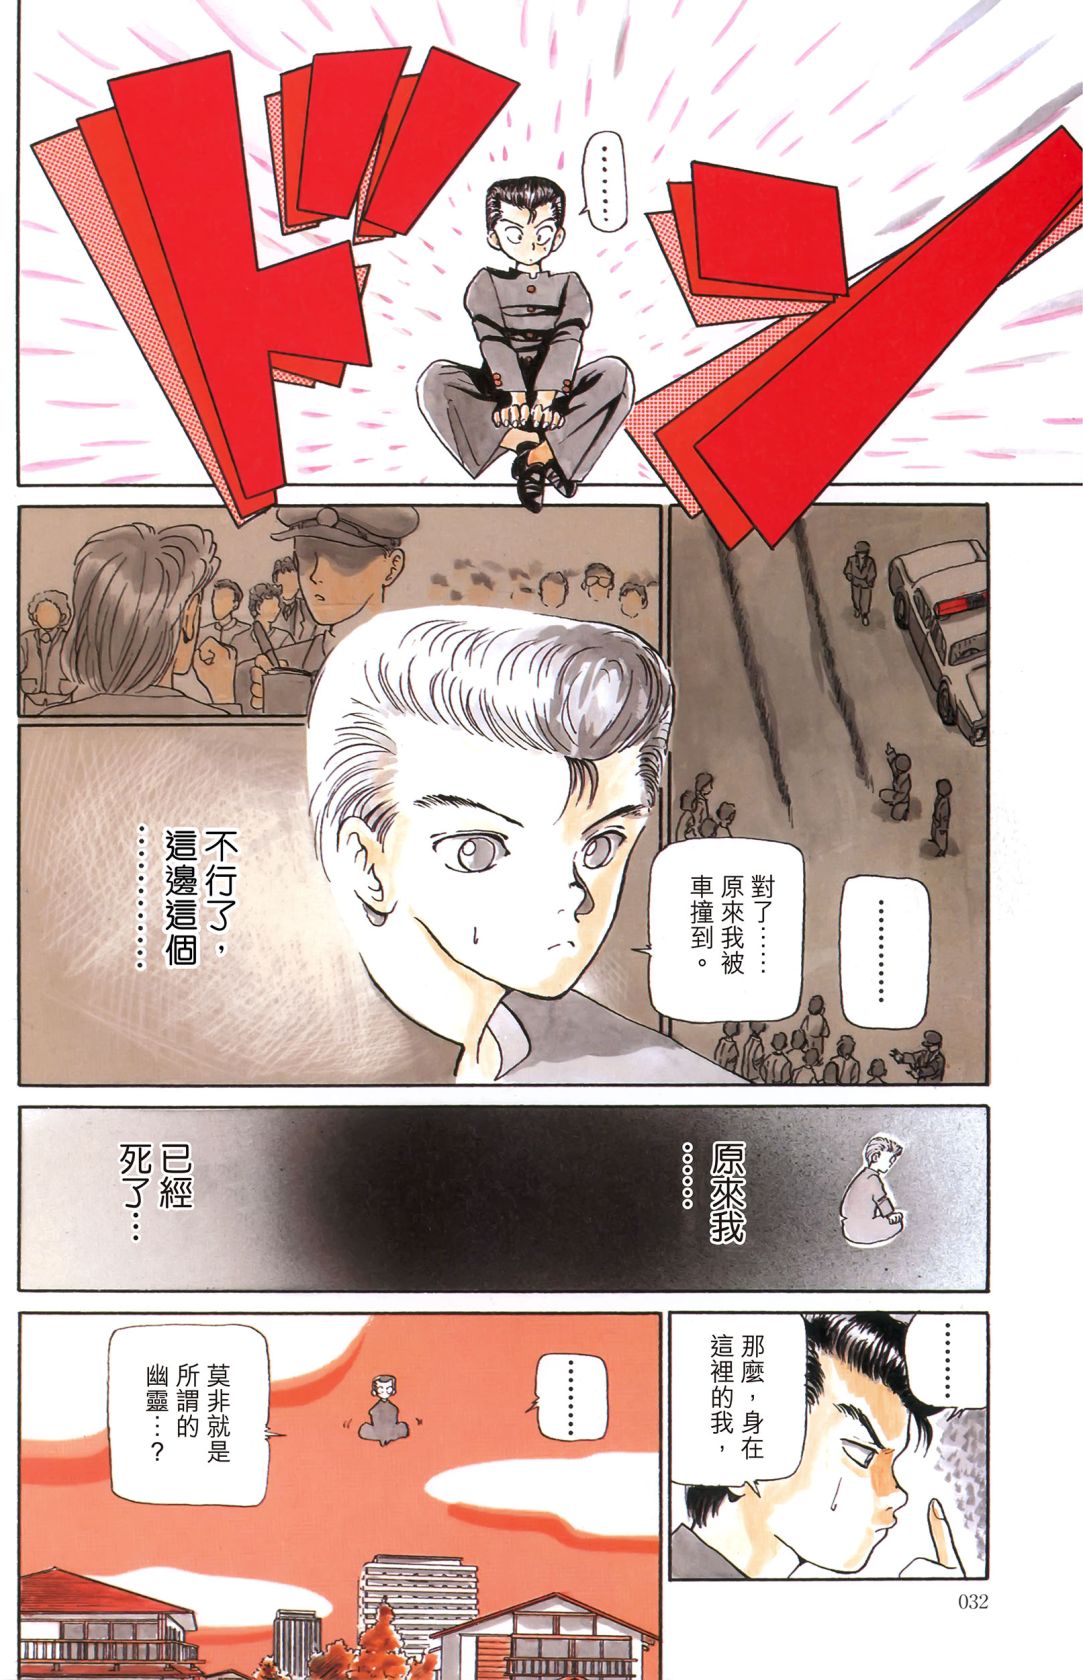 ……
ドン
…………
對了……
原來我被
車撞到。
不行了，
這邊這個
…………
原來我
……
已經
死了…
……
那麼，身在
這裡的我，
……
莫非就是
所謂的
幽靈…？
032